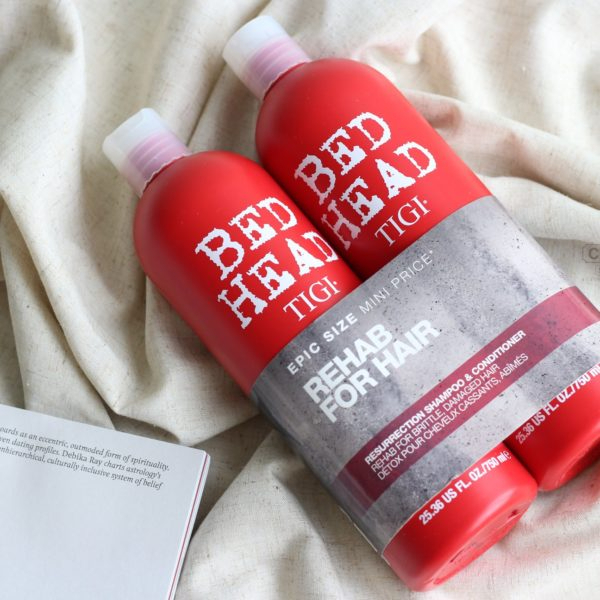 BED
HEAD
TIGI
BED
HEAD
TIGI
EPIC SIZE MINI PRICE*
REHAB
FOR HAIR
RESURRECTION SHAMPOO & CONDITIONER
REHAB FOR BRITTLE, DAMAGED HAIR
DETOX POUR CHEVEUX CASSANTS, ABÎMÉS
25.36 US FL. OZ./750 ml ℮
25.36 US FL. OZ./750 ml
oards as an eccentric, outmoded form of spirituality.
ven dating profiles. Debika Ray charts astrology's
nhierarchical, culturally inclusive system of belief